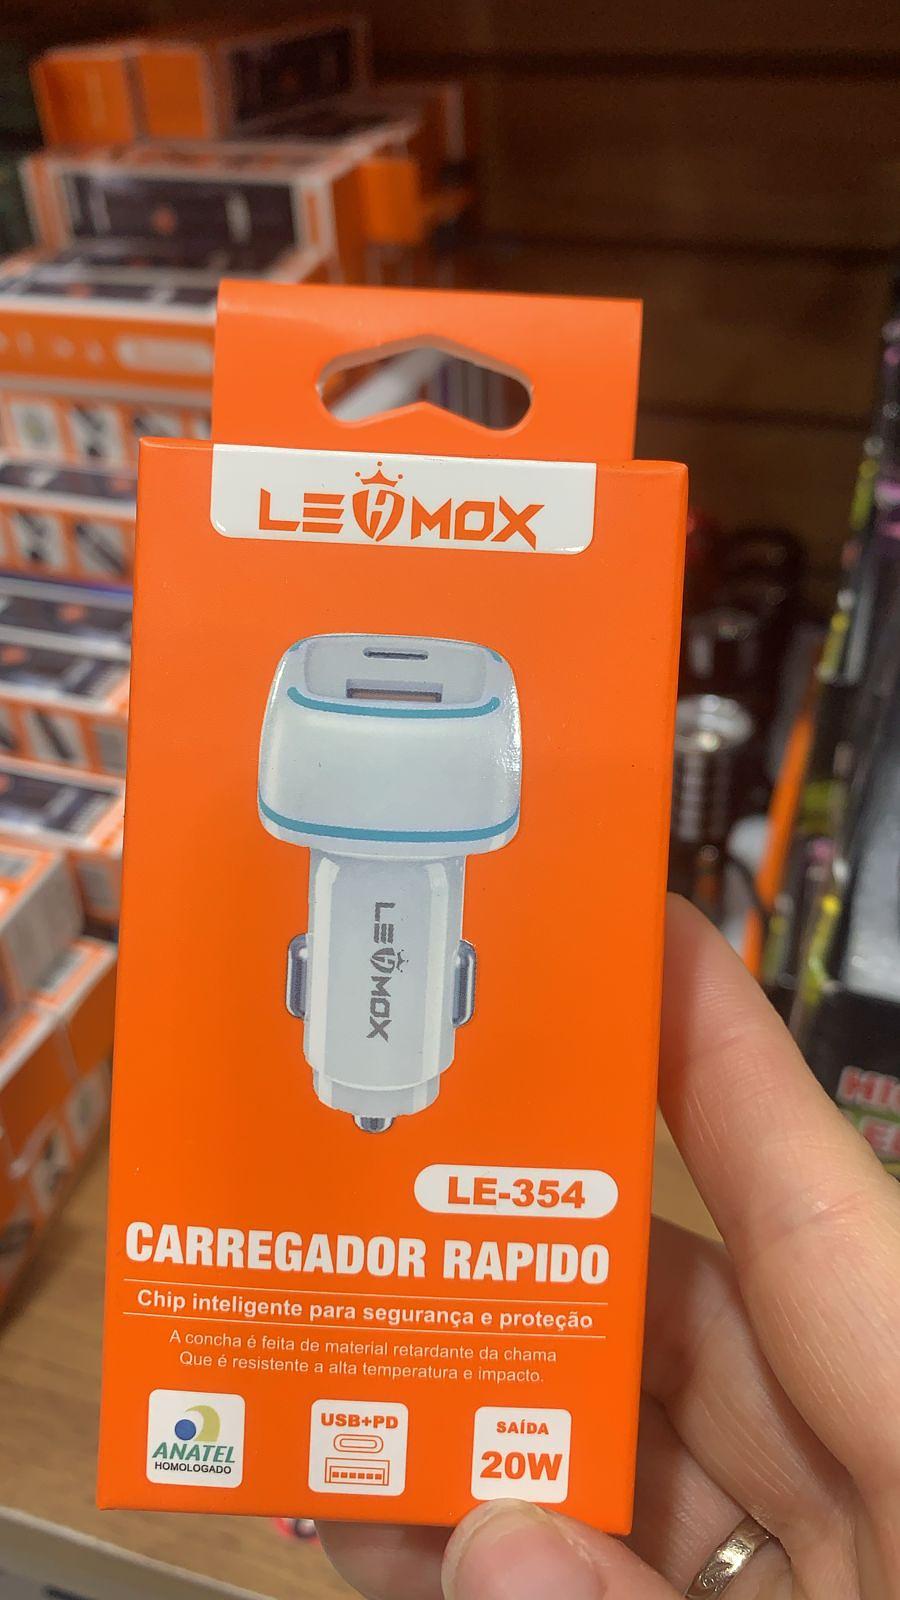 LEHMOX
LEHMOX
LE-354
CARREGADOR RAPIDO
Chip inteligente para segurança e proteção
A concha é feita de material retardante da chama
Que é resistente a alta temperatura e impacto.
ANATEL
HOMOLOGADO
USB+PD
SAÍDA
20W